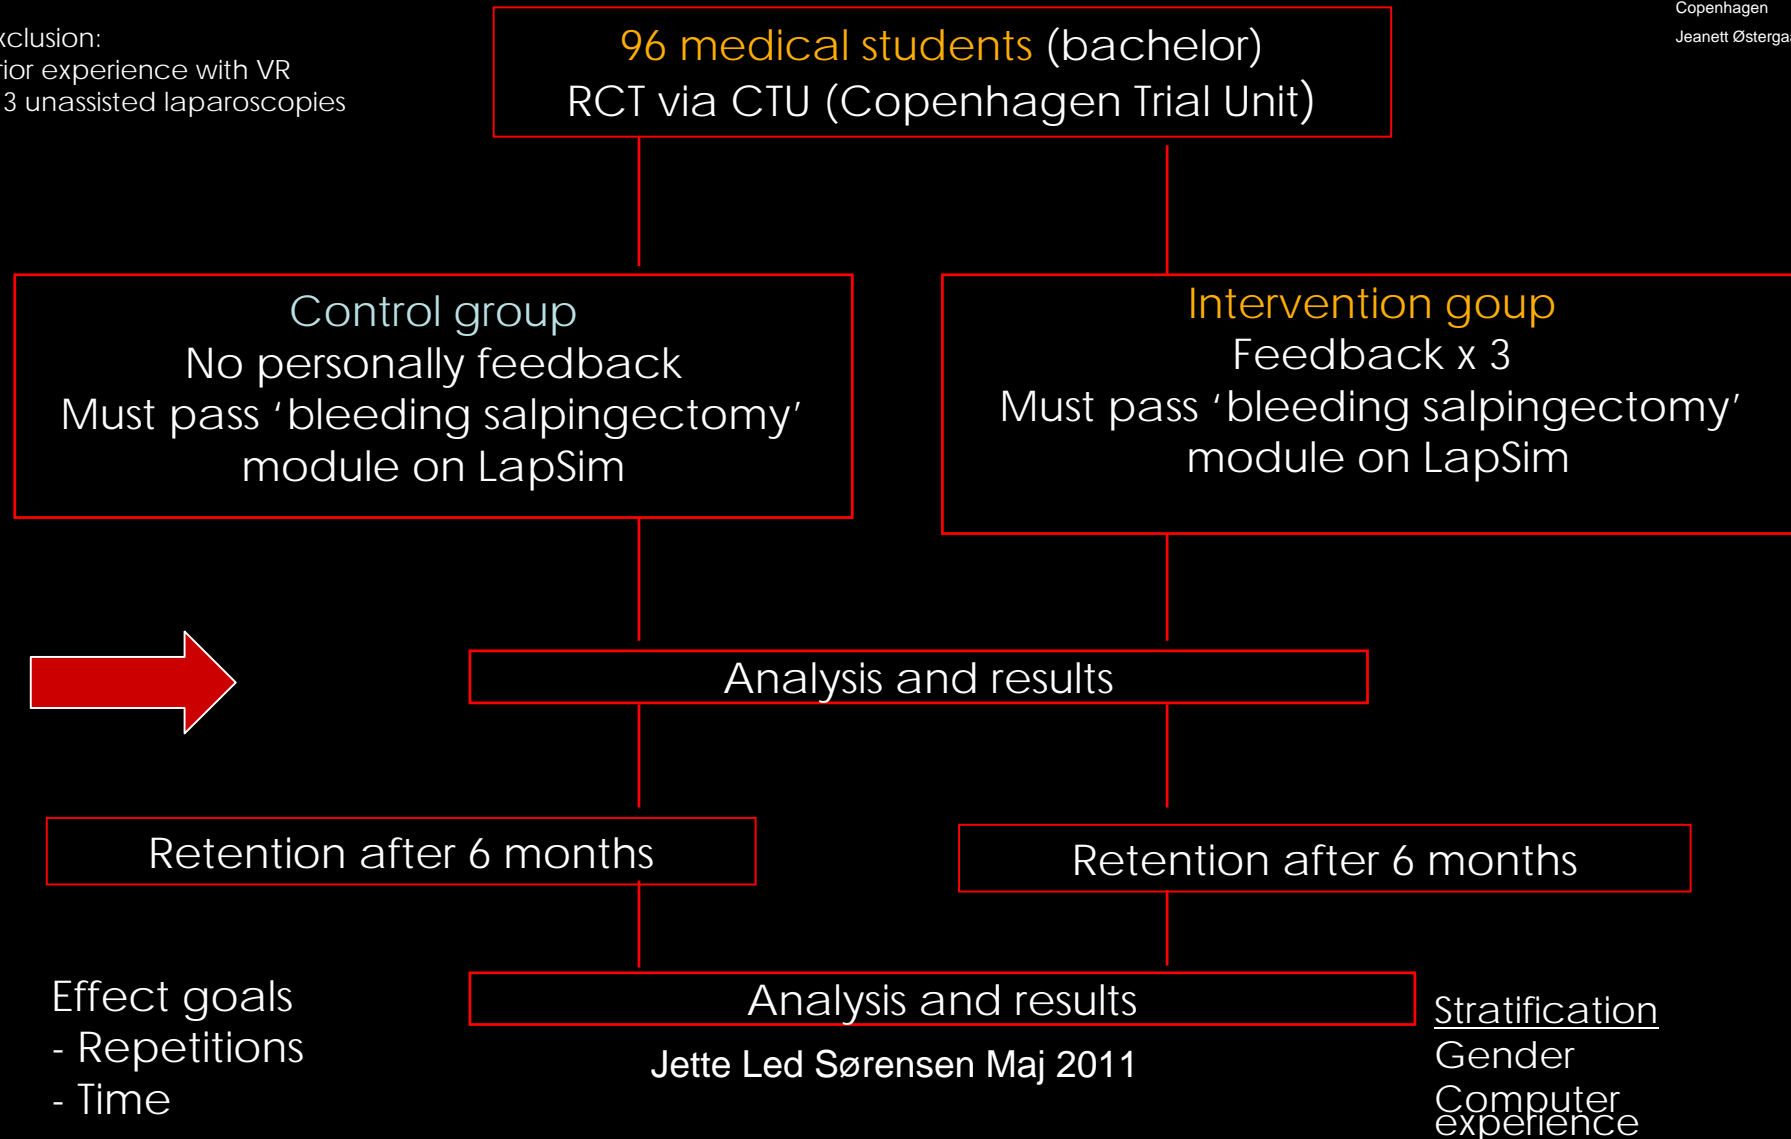 Copenhagen
xclusion:
rior experience with VR
3 unassisted laparoscopies
96 medical students (bachelor)
RCT via CTU (Copenhagen Trial Unit)
Control group
No personally feedback
Must pass ‘bleeding salpingectomy’
module on LapSim
Intervention goup
Feedback x 3
Must pass ‘bleeding salpingectomy’
module on LapSim
Analysis and results
Retention after 6 months
Retention after 6 months
Effect goals
- Repetitions
- Time
Analysis and results
Jette Led Sørensen Maj 2011
Stratification
Gender
Computer
experience
Jeanett Østerga